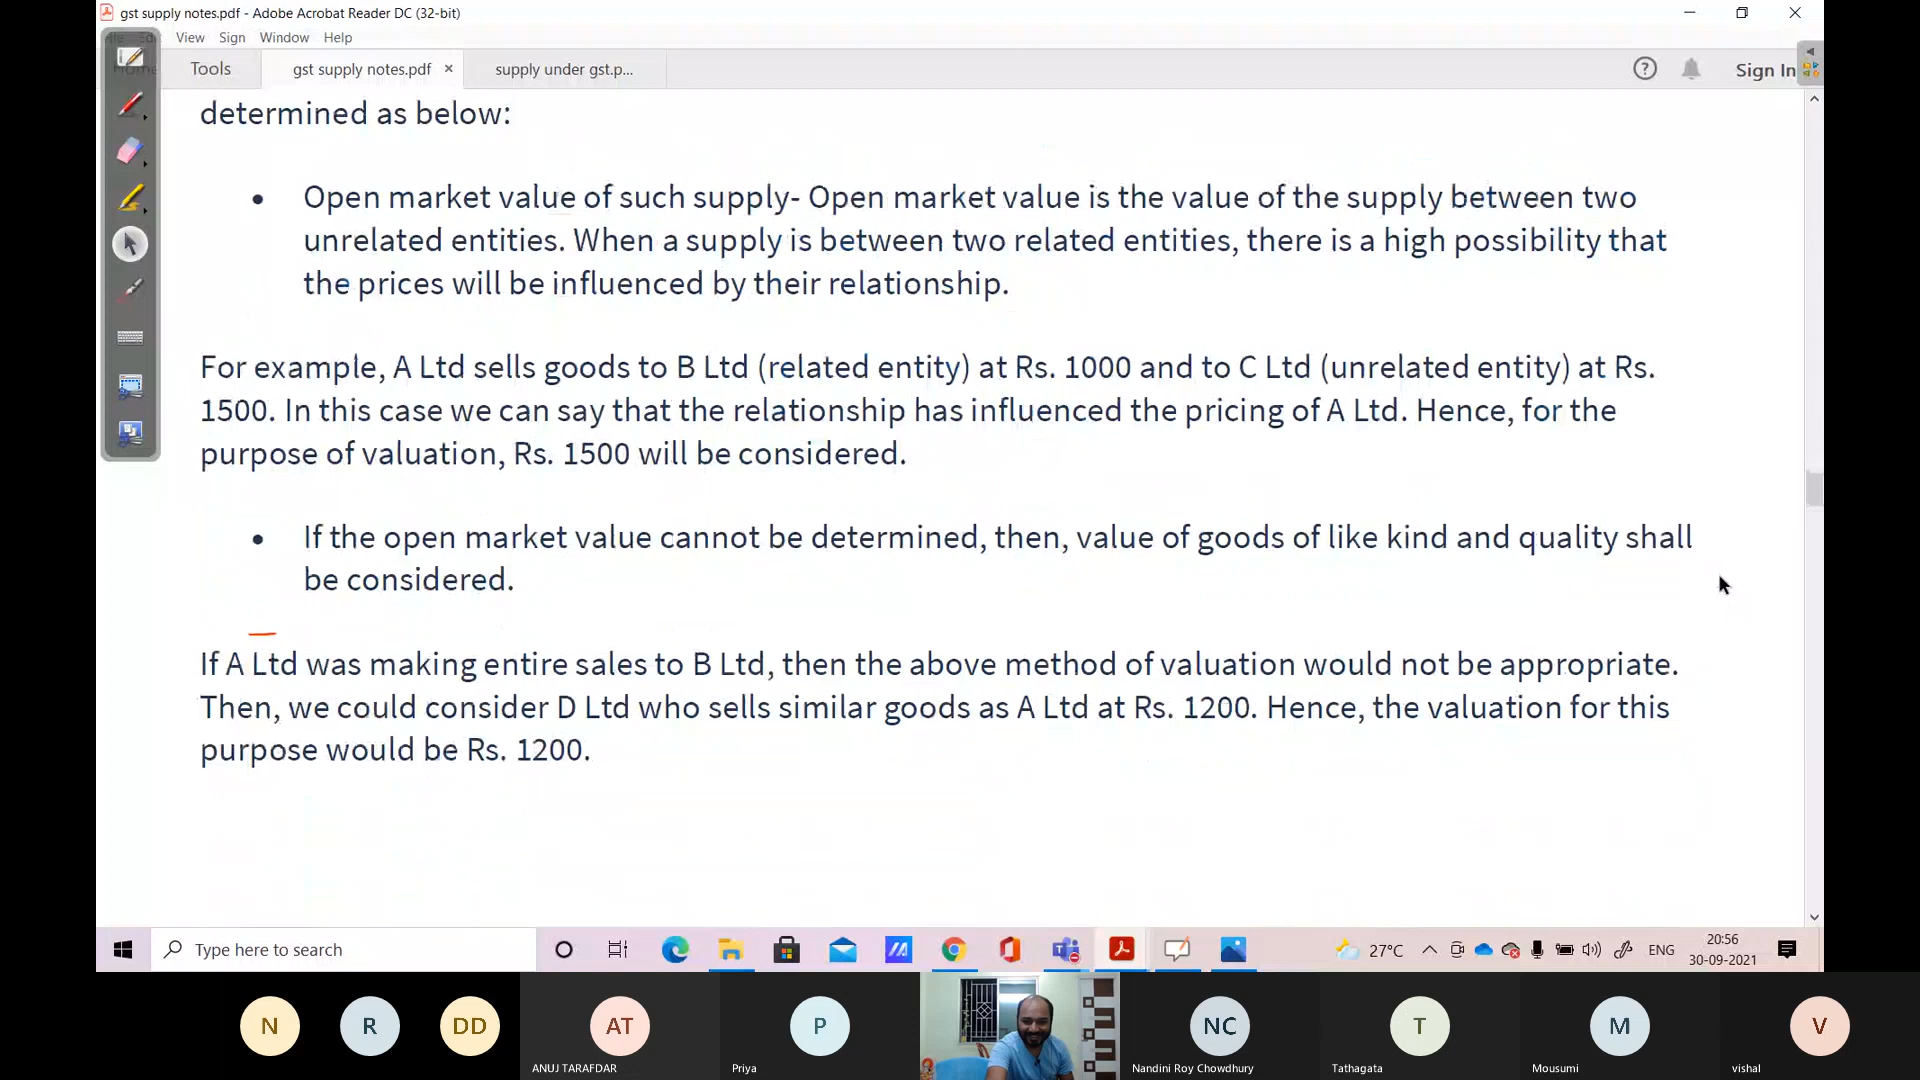 gst supply notes.pdf - Adobe Acrobat Reader DC (32-bit)
View Sign Window Help
Tools gst supply notes.pdf × supply under gst.p... Sign In
determined as below:
• Open market value of such supply- Open market value is the value of the supply between two
unrelated entities. When a supply is between two related entities, there is a high possibility that
the prices will be influenced by their relationship.
For example, A Ltd sells goods to B Ltd (related entity) at Rs. 1000 and to C Ltd (unrelated entity) at Rs.
1500. In this case we can say that the relationship has influenced the pricing of A Ltd. Hence, for the
purpose of valuation, Rs. 1500 will be considered.
• If the open market value cannot be determined, then, value of goods of like kind and quality shall
be considered.
If A Ltd was making entire sales to B Ltd, then the above method of valuation would not be appropriate.
Then, we could consider D Ltd who sells similar goods as A Ltd at Rs. 1200. Hence, the valuation for this
purpose would be Rs. 1200.
Type here to search 27°C ENG 20:56
30-09-2021
N R DD AT P NC T M V
ANUJ TARAFDAR Priya Nandini Roy Chowdhury Tathagata Mousumi vishal